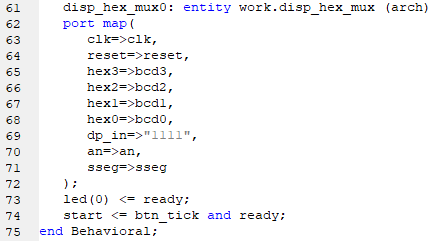 61 disp_hex_mux0: entity work.disp_hex_mux (arch)
62 port map(
63 clk=>clk,
64 reset=>reset,
65 hex3=>bcd3,
66 hex2=>bcd2,
67 hex1=>bcd1,
68 hex0=>bcd0,
69 dp_in=>"1111",
70 an=>an,
71 sseg=>sseg
72 );
73 led(0) <= ready;
74 start <= btn_tick and ready;
75 end Behavioral;